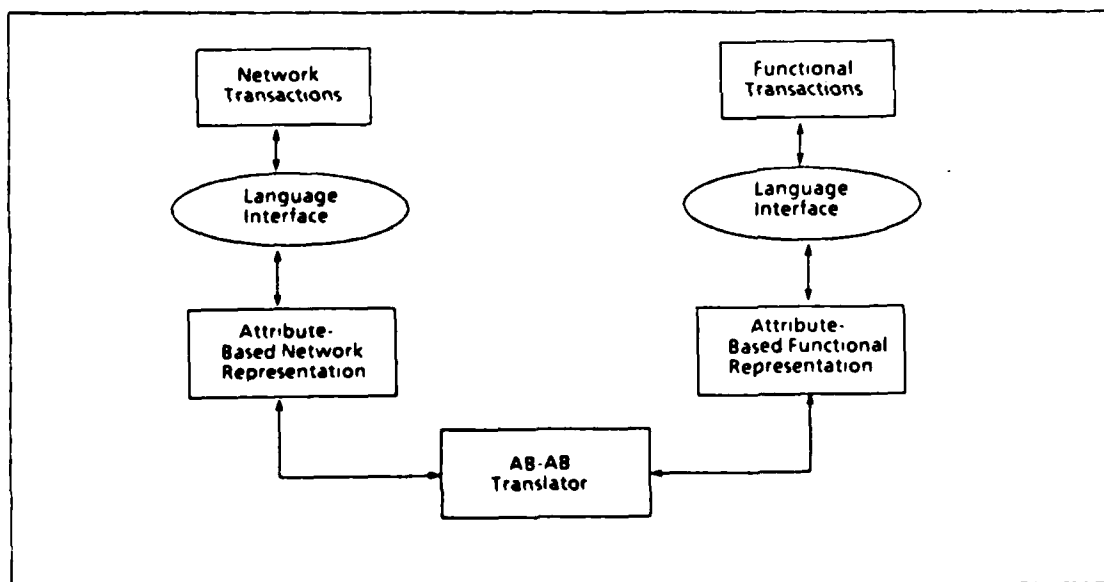 Network
Transactions
Functional
Transactions
Language
Interface
Language
Interface
Attribute-
Based Network
Representation
Attribute-
Based Functional
Representation
AB-AB
Translator